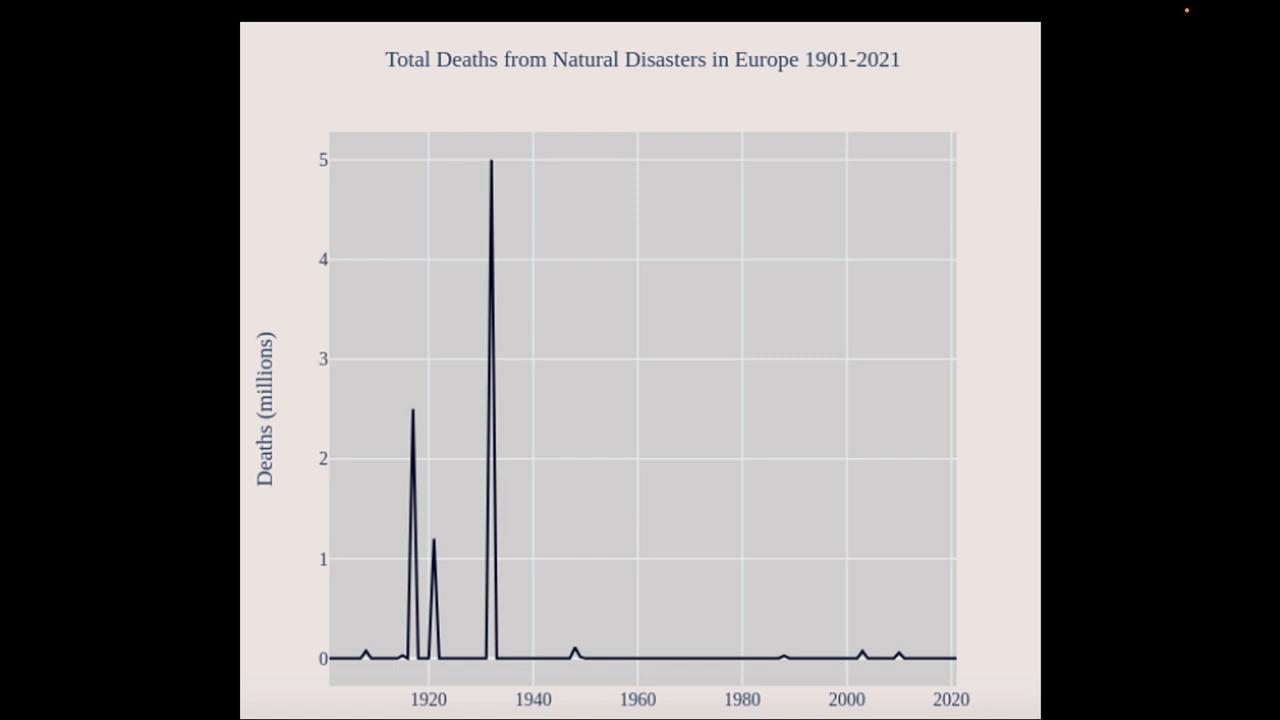 Total Deaths from Natural Disasters in Europe 1901-2021
Deaths (millions)
5
4
3
2
1
0
1920 1940 1960 1980 2000 2020